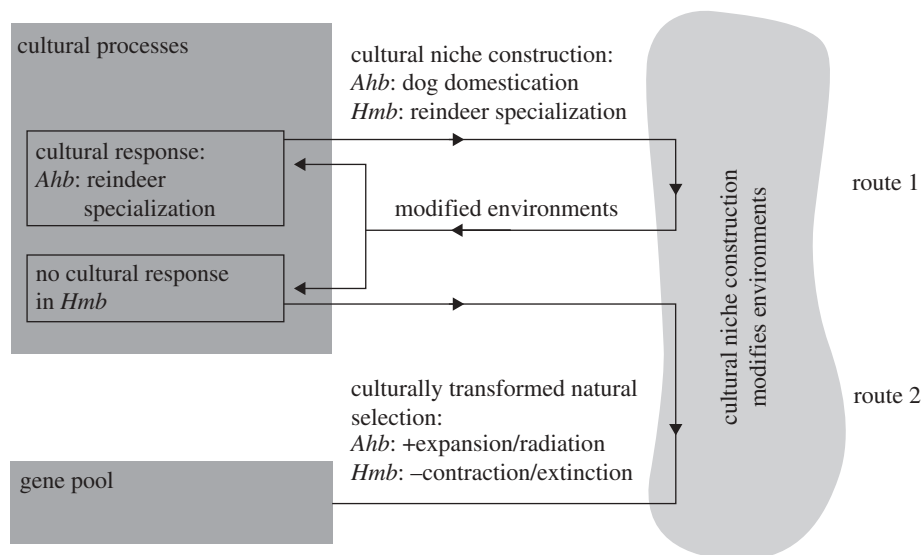 cultural processes
cultural niche construction:
Ahb: dog domestication
Hmb: reindeer specialization
cultural response:
Ahb: reindeer
specialization
modified environments
no cultural response
in Hmb
cultural niche construction
modifies environments
route 1
route 2
culturally transformed natural
selection:
Ahb: +expansion/radiation
Hmb: –contraction/extinction
gene pool